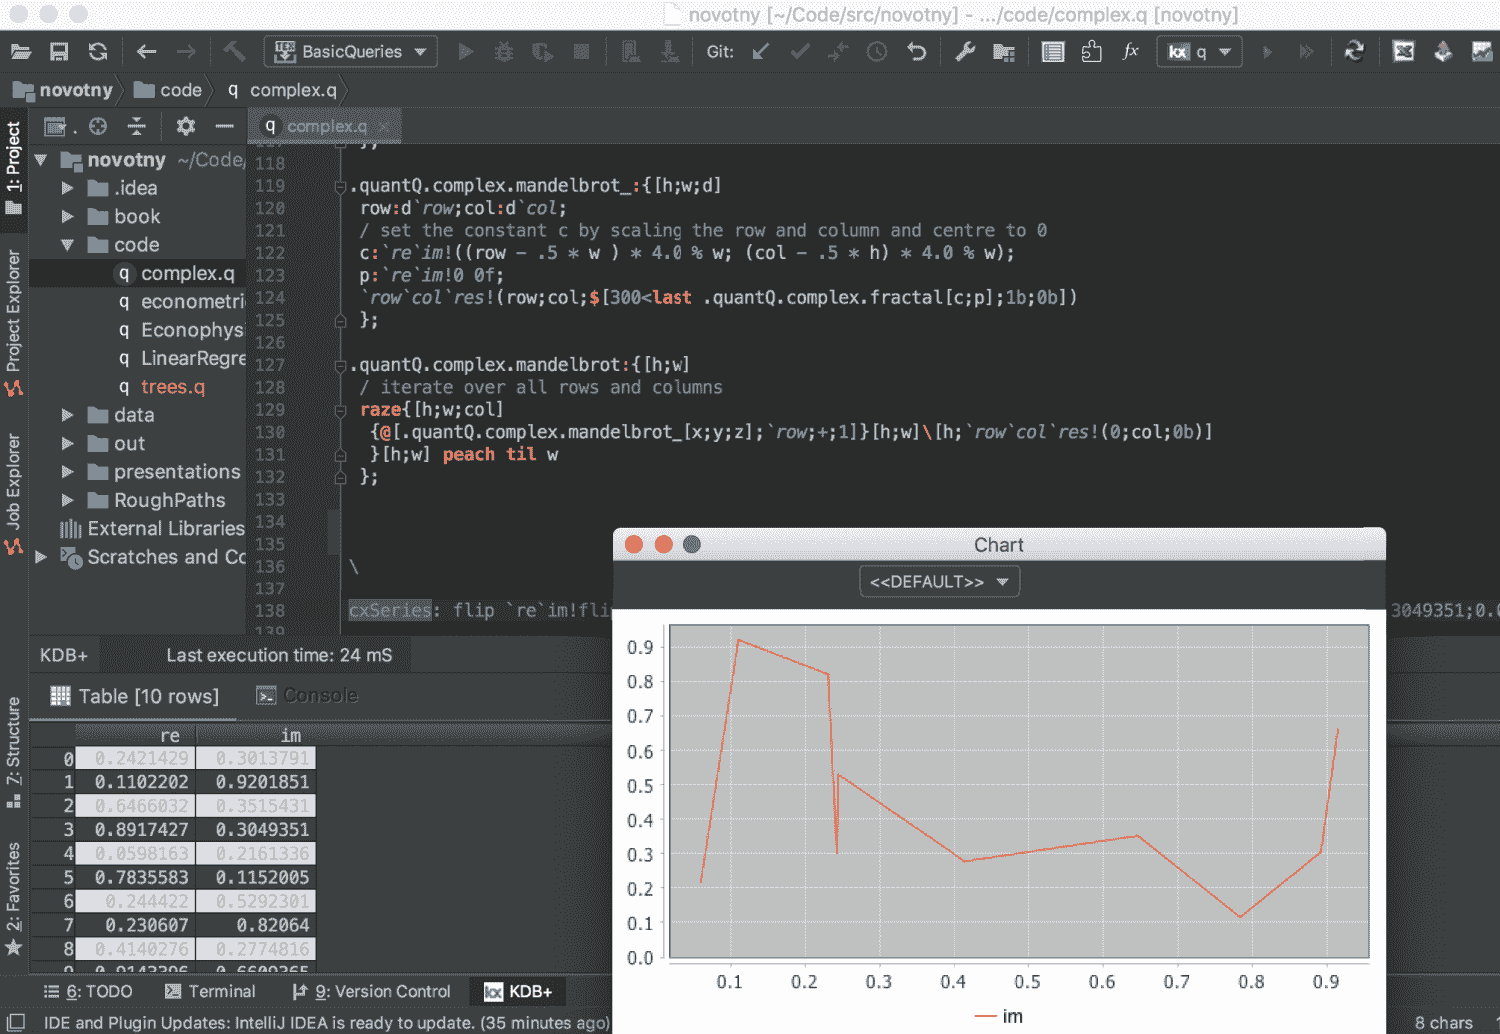 novotny [~/Code/src/novotny] - .../code/complex.q [novotny]
BasicQueries
Git:
fx
kx q
novotny
code
q complex.q
q complex.q
1: Project
Project Explorer
Job Explorer
7: Structure
2: Favorites
novotny ~/Code/
.idea
book
code
q complex.q
q econometri
q Econophys
q LinearRegre
q trees.q
data
out
presentations
RoughPaths
External Libraries
Scratches and Co
118
119 .quantQ.complex.mandelbrot_:{[h;w;d]
120 row:d`row;col:d`col;
121 / set the constant c by scaling the row and column and centre to 0
122 c:`re`im!((row - .5 * w ) * 4.0 % w; (col - .5 * h) * 4.0 % w);
123 p:`re`im!0 0f;
124 `row`col`res!(row;col;$[300<last .quantQ.complex.fractal[c;p];1b;0b])
125 };
126
127 .quantQ.complex.mandelbrot:{[h;w]
128 / iterate over all rows and columns
129 raze{[h;w;col]
130 {@[.quantQ.complex.mandelbrot_[x;y;z];`row;+;1]}[h;w]\[h;`row`col`res!(0;col;0b)]
131 }[h;w] peach til w
132 };
133
134
135
136 \
137
138 cxSeries: flip `re`im!fli
3049351;0.
139
KDB+
Last execution time: 24 mS
Table [10 rows]
Console
re im
0 0.2421429 0.3013791
1 0.1102202 0.9201851
2 0.6466032 0.3515431
3 0.8917427 0.3049351
4 0.0598163 0.2161336
5 0.7835583 0.1152005
6 0.244422 0.5292301
7 0.230607 0.82064
8 0.4140276 0.2774816
9 0.9143396 0.6609365
Chart
<<DEFAULT>>
0.9
0.8
0.7
0.6
0.5
0.4
0.3
0.2
0.1
0.0
0.1 0.2 0.3 0.4 0.5 0.6 0.7 0.8 0.9
im
6: TODO
Terminal
9: Version Control
kx KDB+
IDE and Plugin Updates: IntelliJ IDEA is ready to update. (35 minutes ago)
8 chars